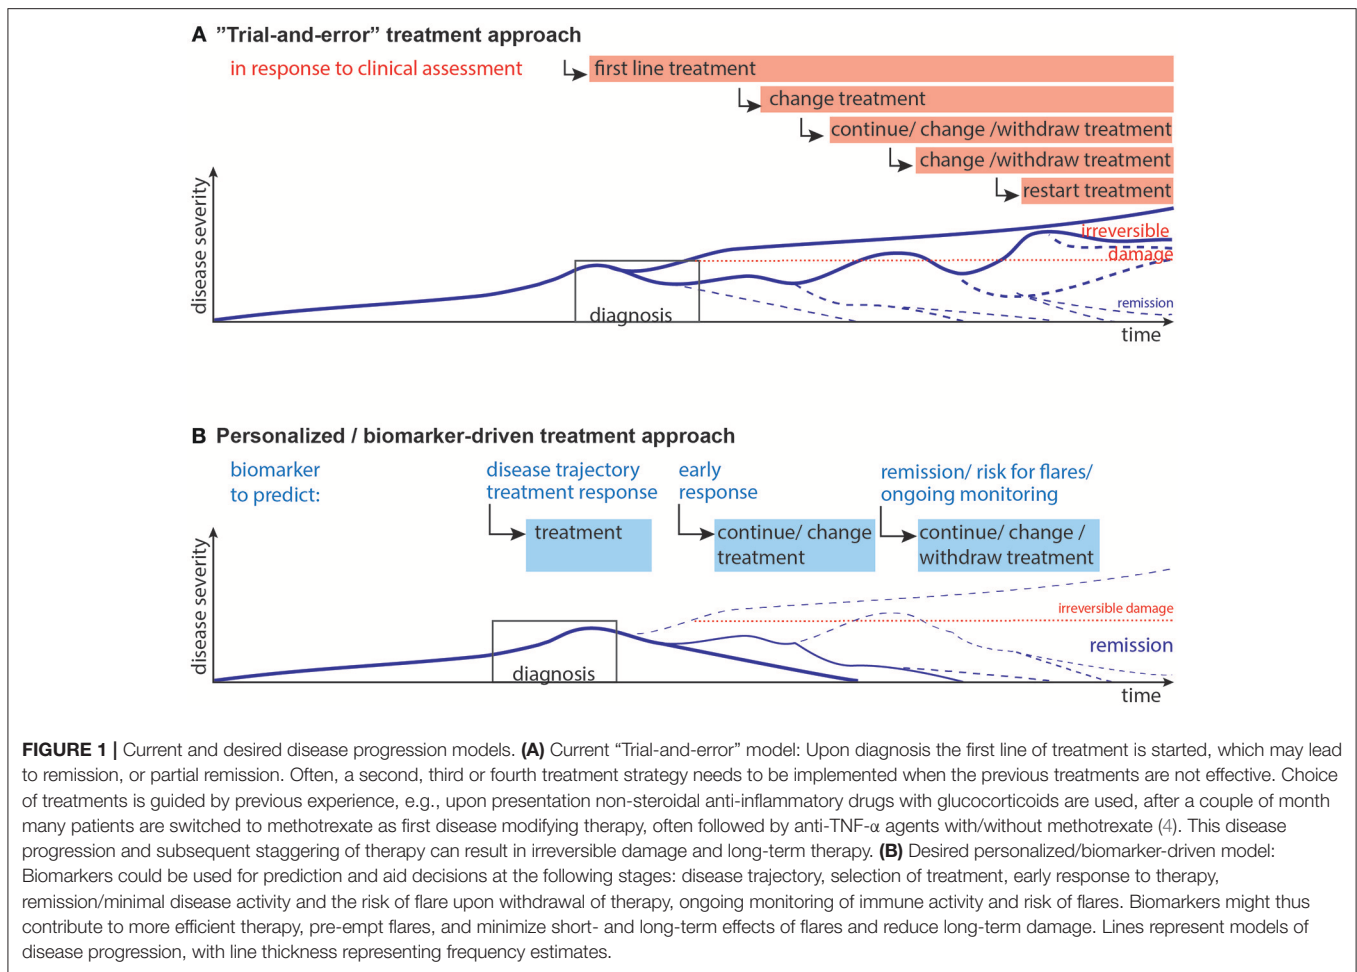 A "Trial-and-error" treatment approach
in response to clinical assessment
first line treatment
change treatment
continue/ change /withdraw treatment
change /withdraw treatment
restart treatment
disease severity
irreversible
damage
remission
diagnosis
time
B Personalized / biomarker-driven treatment approach
biomarker
to predict:
disease trajectory
treatment response
early
response
remission/ risk for flares/
ongoing monitoring
treatment
continue/ change
treatment
continue/ change /
withdraw treatment
disease severity
irreversible damage
remission
diagnosis
time
FIGURE 1 | Current and desired disease progression models. (A) Current “Trial-and-error” model: Upon diagnosis the first line of treatment is started, which may lead
to remission, or partial remission. Often, a second, third or fourth treatment strategy needs to be implemented when the previous treatments are not effective. Choice
of treatments is guided by previous experience, e.g., upon presentation non-steroidal anti-inflammatory drugs with glucocorticoids are used, after a couple of month
many patients are switched to methotrexate as first disease modifying therapy, often followed by anti-TNF-α agents with/without methotrexate (4). This disease
progression and subsequent staggering of therapy can result in irreversible damage and long-term therapy. (B) Desired personalized/biomarker-driven model:
Biomarkers could be used for prediction and aid decisions at the following stages: disease trajectory, selection of treatment, early response to therapy,
remission/minimal disease activity and the risk of flare upon withdrawal of therapy, ongoing monitoring of immune activity and risk of flares. Biomarkers might thus
contribute to more efficient therapy, pre-empt flares, and minimize short- and long-term effects of flares and reduce long-term damage. Lines represent models of
disease progression, with line thickness representing frequency estimates.